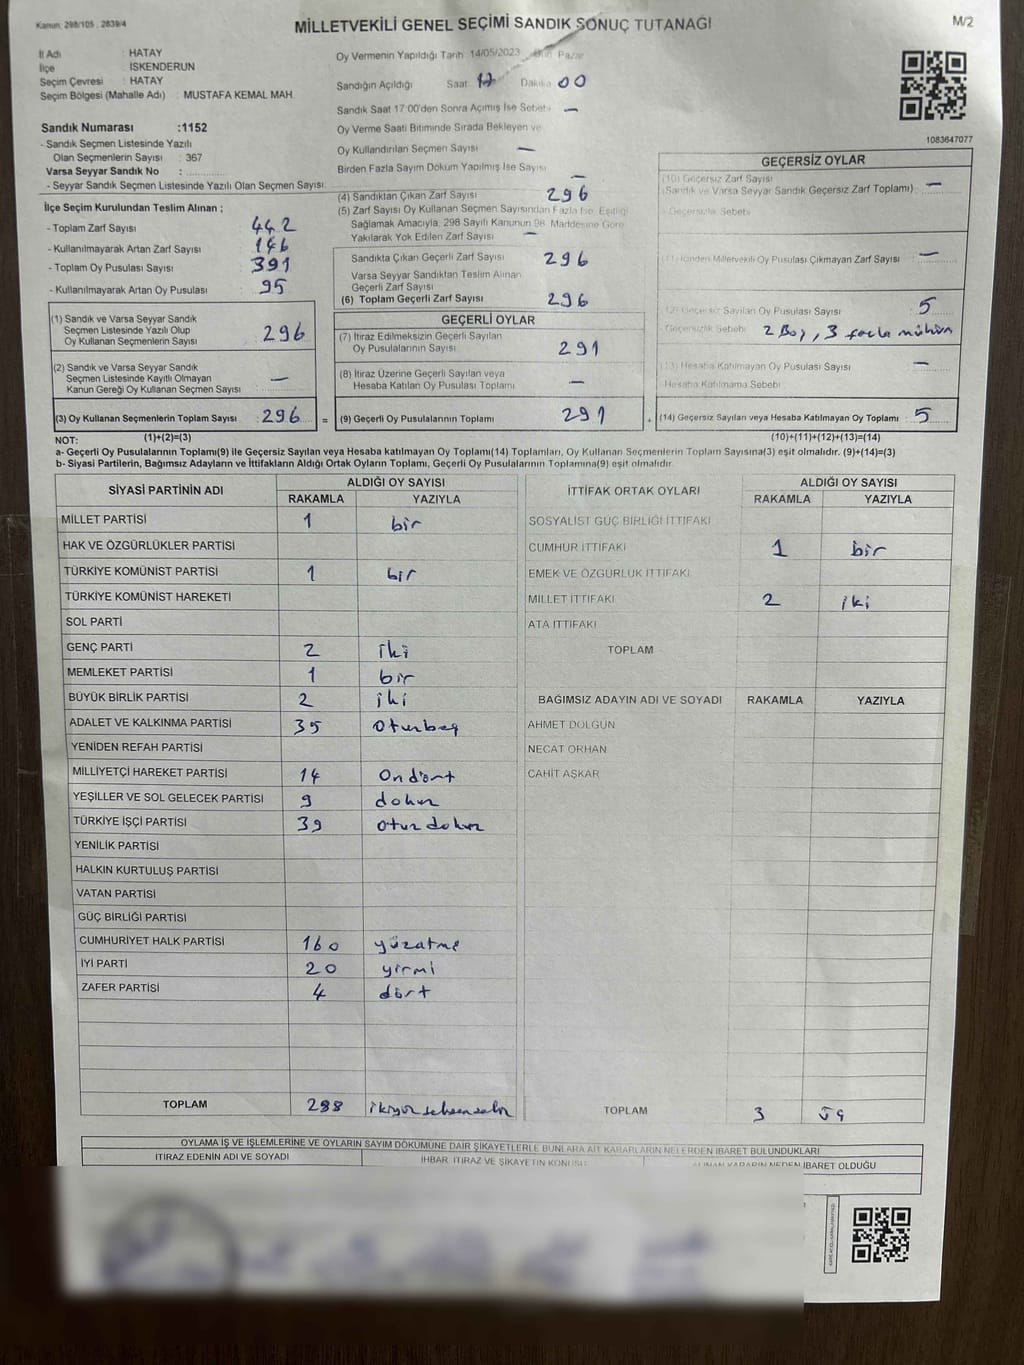 Kanun: 298/105, 2839/4
MİLLETVEKİLİ GENEL SEÇİMİ SANDIK SONUÇ TUTANAĞI
M/2
İl Adı : HATAY
İlçe : İSKENDERUN
Seçim Çevresi : HATAY
Seçim Bölgesi (Mahalle Adı) : MUSTAFA KEMAL MAH.
Sandık Numarası :1152
- Sandık Seçmen Listesinde Yazılı
Olan Seçmenlerin Sayısı : 367
Varsa Seyyar Sandık No :
- Seyyar Sandık Seçmen Listesinde Yazılı Olan Seçmen Sayısı:
İlçe Seçim Kurulundan Teslim Alınan ;
- Toplam Zarf Sayısı 442
- Kullanılmayarak Artan Zarf Sayısı 146
- Toplam Oy Pusulası Sayısı 391
- Kullanılmayarak Artan Oy Pusulası 95
(1) Sandık ve Varsa Seyyar Sandık
Seçmen Listesinde Yazılı Olup
Oy Kullanan Seçmenlerin Sayısı 296
(2) Sandık ve Varsa Seyyar Sandık
Seçmen Listesinde Kayıtlı Olmayan
Kanun Gereği Oy Kullanan Seçmen Sayısı —
(3) Oy Kullanan Seçmenlerin Toplam Sayısı : 296 =
Oy Vermenin Yapıldığı Tarih 14/05/2023 Pazar
Sandığın Açıldığı Saat 17 Dakika 00
Sandık Saat 17:00'den Sonra Açımış İse Sebebi —
Oy Verme Saati Bitiminde Sırada Bekleyen ve
Oy Kullandırılan Seçmen Sayısı —
Birden Fazla Sayım Döküm Yapılmış İse Sayısı —
(4) Sandıktan Çıkan Zarf Sayısı 296
(5) Zarf Sayısı Oy Kullanan Seçmen Sayısından Fazla İse, Eşitliği
Sağlamak Amacıyla, 298 Sayılı Kanunun 98. Maddesine Göre
Yakılarak Yok Edilen Zarf Sayısı —
Sandıkta Çıkan Geçerli Zarf Sayısı 296
Varsa Seyyar Sandıktan Teslim Alınan
Geçerli Zarf Sayısı
(6) Toplam Geçerli Zarf Sayısı 296
GEÇERLİ OYLAR
(7) İtiraz Edilmeksizin Geçerli Sayılan
Oy Pusulalarının Sayısı 291
(8) İtiraz Üzerine Geçerli Sayılan veya
Hesaba Katılan Oy Pusulası Toplamı —
(9) Geçerli Oy Pusulalarının Toplamı 291
1083647077
GEÇERSİZ OYLAR
(10) Geçersiz Zarf Sayısı
(Sandık ve Varsa Seyyar Sandık Geçersiz Zarf Toplamı) : —
Geçersizlik Sebebi
(11) İçinden Milletvekili Oy Pusulası Çıkmayan Zarf Sayısı —
(12) Geçersiz Sayılan Oy Pusulası Sayısı 5
Geçersizlik Sebebi 2 Boş, 3 fazla mühür
(13) Hesaba Katılmayan Oy Pusulası Sayısı —
Hesaba Katılmama Sebebi
(14) Geçersiz Sayılan veya Hesaba Katılmayan Oy Toplamı : 5
NOT: (1)+(2)=(3)
(10)+(11)+(12)+(13)=(14)
a- Geçerli Oy Pusulalarının Toplamı(9) ile Geçersiz Sayılan veya Hesaba katılmayan Oy Toplamı(14) Toplamları, Oy Kullanan Seçmenlerin Toplam Sayısına(3) eşit olmalıdır. (9)+(14)=(3)
b- Siyasi Partilerin, Bağımsız Adayların ve İttifakların Aldığı Ortak Oyların Toplamı, Geçerli Oy Pusulalarının Toplamına(9) eşit olmalıdır.
SİYASİ PARTİNİN ADI
ALDIĞI OY SAYISI
RAKAMLA YAZIYLA
MİLLET PARTİSİ 1 bir
HAK VE ÖZGÜRLÜKLER PARTİSİ
TÜRKİYE KOMÜNİST PARTİSİ 1 bir
TÜRKİYE KOMÜNİST HAREKETİ
SOL PARTİ
GENÇ PARTİ 2 iki
MEMLEKET PARTİSİ 1 bir
BÜYÜK BİRLİK PARTİSİ 2 iki
ADALET VE KALKINMA PARTİSİ 35 otuzbeş
YENİDEN REFAH PARTİSİ
MİLLİYETÇİ HAREKET PARTİSİ 14 Ondört
YEŞİLLER VE SOL GELECEK PARTİSİ 9 dokuz
TÜRKİYE İŞÇİ PARTİSİ 39 otuz dokuz
YENİLİK PARTİSİ
HALKIN KURTULUŞ PARTİSİ
VATAN PARTİSİ
GÜÇ BİRLİĞİ PARTİSİ
CUMHURİYET HALK PARTİSİ 160 yüzatmış
İYİ PARTİ 20 yirmi
ZAFER PARTİSİ 4 dört
TOPLAM 288 ikiyüzseksensekiz
İTTİFAK ORTAK OYLARI
ALDIĞI OY SAYISI
RAKAMLA YAZIYLA
SOSYALİST GÜÇ BİRLİĞİ İTTİFAKI
CUMHUR İTTİFAKI 1 bir
EMEK VE ÖZGÜRLÜK İTTİFAKI
MİLLET İTTİFAKI 2 iki
ATA İTTİFAKI
TOPLAM
BAĞIMSIZ ADAYIN ADI VE SOYADI RAKAMLA YAZIYLA
AHMET DOLGUN
NECAT ORHAN
CAHİT AŞKAR
TOPLAM 3 üç
OYLAMA İŞ VE İŞLEMLERİNE VE OYLARIN SAYIM DÖKÜMÜNE DAİR ŞİKAYETLERLE BUNLARA AİT KARARLARIN NELERDEN İBARET BULUNDUKLARI
İTİRAZ EDENİN ADI VE SOYADI
İHBAR, İTİRAZ VE ŞİKAYETİN KONUSU
ALINAN KARARIN NEDEN İBARET OLDUĞU